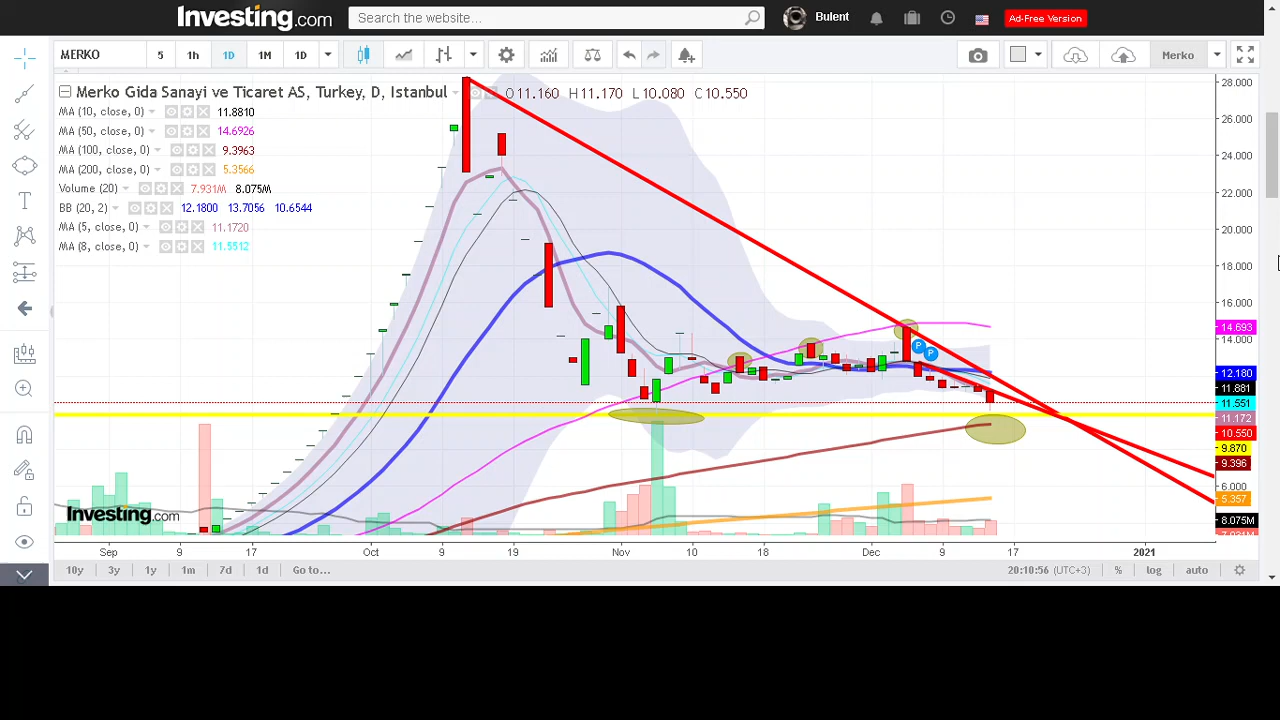 Investing.com
Search the website...
Bulent
Ad-Free Version
MERKO 5 1h 1D 1M 1D
Merko
Merko Gida Sanayi ve Ticaret AS, Turkey, D, Istanbul O11.160 H11.170 L10.080 C10.550
MA (10, close, 0) 11.8810
MA (50, close, 0) 14.6926
MA (100, close, 0) 9.3963
MA (200, close, 0) 5.3566
Volume (20) 7.931M 8.075M
BB (20, 2) 12.1800 13.7056 10.6544
MA (5, close, 0) 11.1720
MA (8, close, 0) 11.5512
28.000
26.000
24.000
22.000
20.000
18.000
16.000
14.693
14.000
P
P
12.180
11.881
11.551
11.172
10.550
9.870
9.396
6.000
5.357
8.075M
Investing.com
Sep 9 17 Oct 9 19 Nov 10 18 Dec 9 17 2021
10y 3y 1y 1m 7d 1d Go to... 20:10:56 (UTC+3) % log auto